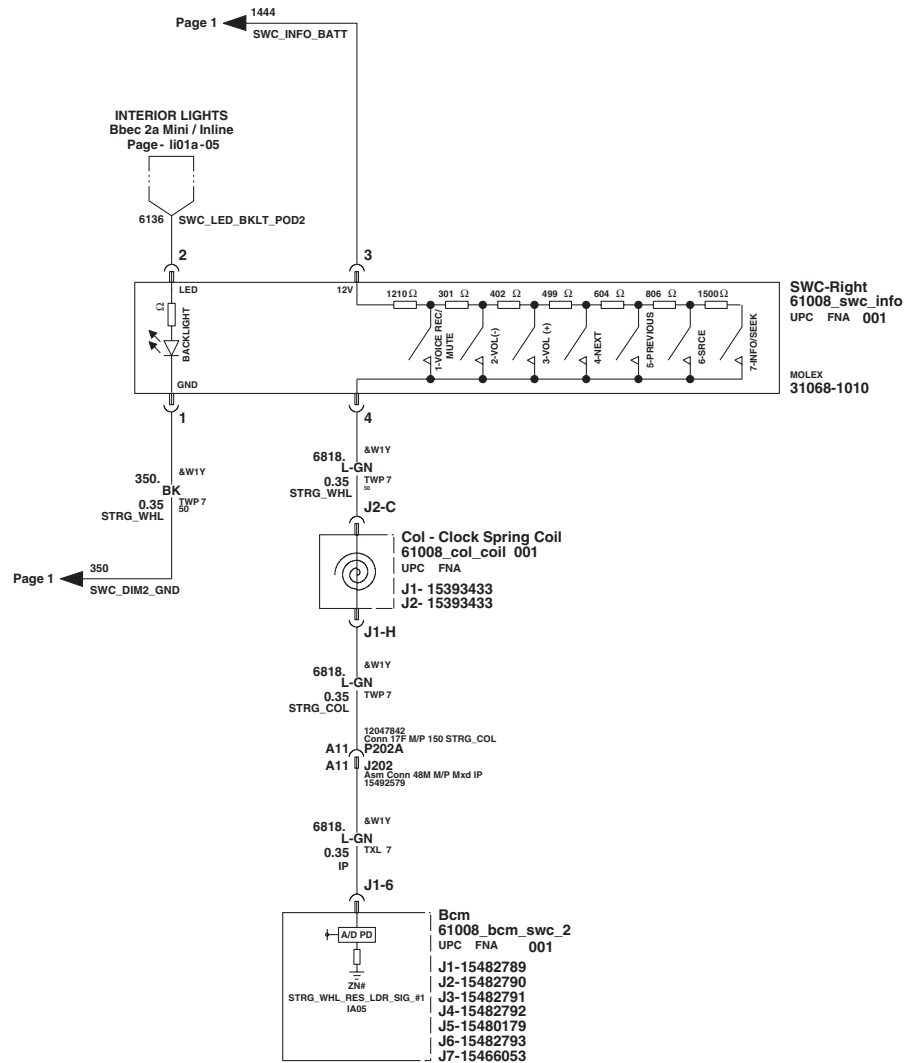 1444
Page 1
SWC_INFO_BATT
INTERIOR LIGHTS
Bbec 2a Mini / Inline
Page - li01a-05
6136 SWC_LED_BKLT_POD2
2
3
LED
12V
Ω
BACKLIGHT
GND
1210 Ω 301 Ω 402 Ω 499 Ω 604 Ω 806 Ω 1500 Ω
1-VOICE REC/
MUTE
2-VOL(-)
3-VOL (+)
4-NEXT
5-PREVIOUS
6-SRCE
7-INFO/SEEK
SWC-Right
61008_swc_info
UPC FNA 001
MOLEX
31068-1010
1
4
350.
&W1Y
BK
0.35
TWP 7
50
STRG_WHL
350
Page 1
SWC_DIM2_GND
6818.
&W1Y
L-GN
0.35
TWP 7
50
STRG_WHL
J2-C
Col - Clock Spring Coil
61008_col_coil 001
UPC FNA
J1- 15393433
J2- 15393433
J1-H
6818.
&W1Y
L-GN
0.35
TWP 7
STRG_COL
12047842
Conn 17F M/P 150 STRG_COL
A11 P202A
A11 J202
Asm Conn 48M M/P Mxd IP
15492579
6818.
&W1Y
L-GN
0.35
TXL 7
IP
J1-6
A/D PD
ZN#
STRG_WHL_RES_LDR_SIG_#1
IA05
Bcm
61008_bcm_swc_2
UPC FNA 001
J1-15482789
J2-15482790
J3-15482791
J4-15482792
J5-15480179
J6-15482793
J7-15466053